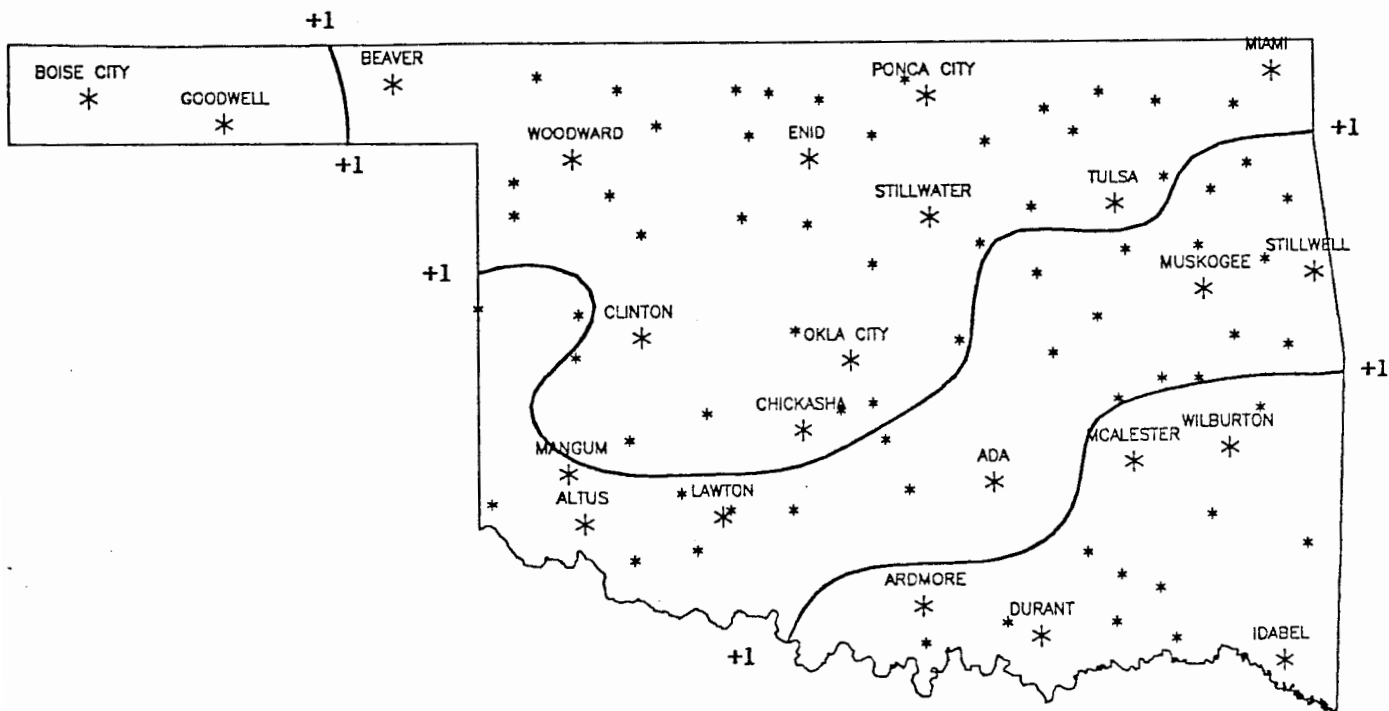 +1
BOISE CITY
GOODWELL
BEAVER
PONCA CITY
MIAMI
WOODWARD
ENID
+1
+1
STILLWATER
TULSA
+1
STILLWELL
MUSKOGEE
CLINTON
OKLA CITY
+1
CHICKASHA
WILBURTON
MANGUM
MCALESTER
ADA
ALTUS
LAWTON
ARDMORE
DURANT
IDABEL
+1